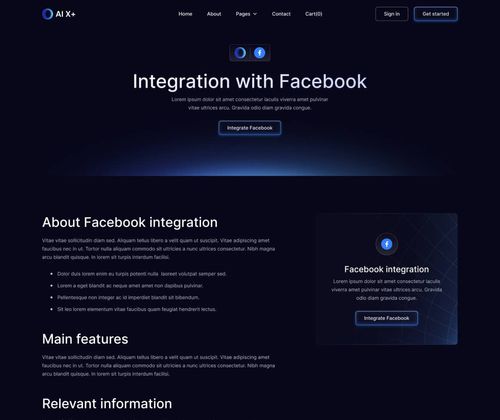 AI X+
Home About Pages Contact Cart(0) Sign in Get started
Integration with Facebook
Lorem ipsum dolor sit amet consectetur iaculis viverra amet pulvinar
vitae ultrices arcu. Gravida odio diam gravida congue.
Integrate Facebook
About Facebook integration
Vitae vitae sollicitudin diam sed. Aliquam tellus libero a velit quam ut suscipit. Vitae adipiscing amet
faucibus nec in ut. Tortor nulla aliquam commodo sit ultricies a nunc ultrices sed. Vitae et magna
arcu blandit quisque. In lorem sit turpis interdum facilisi.
Dolor duis lorem enim eu turpis potenti nulla laoreet volutpat semper sed.
Lorem a eget blandit ac neque amet amet non dapibus pulvinar.
Pellentesque non integer ac id imperdiet blandit sit bibendum.
Sit leo lorem elementum vitae faucibus quam feugiat hendrerit lectus.
Main features
Vitae vitae sollicitudin diam sed. Aliquam tellus libero a velit quam ut suscipit. Vitae adipiscing amet
faucibus nec in ut. Tortor nulla aliquam commodo sit ultricies a nunc ultrices sed. Vitae et magna
arcu blandit quisque. In lorem sit turpis interdum facilisi.
Relevant information
Facebook integration
Lorem ipsum dolor sit amet consectetur iaculis
viverra amet pulvinar vitae ultrices arcu. Gravida
odio diam gravida congue.
Integrate Facebook